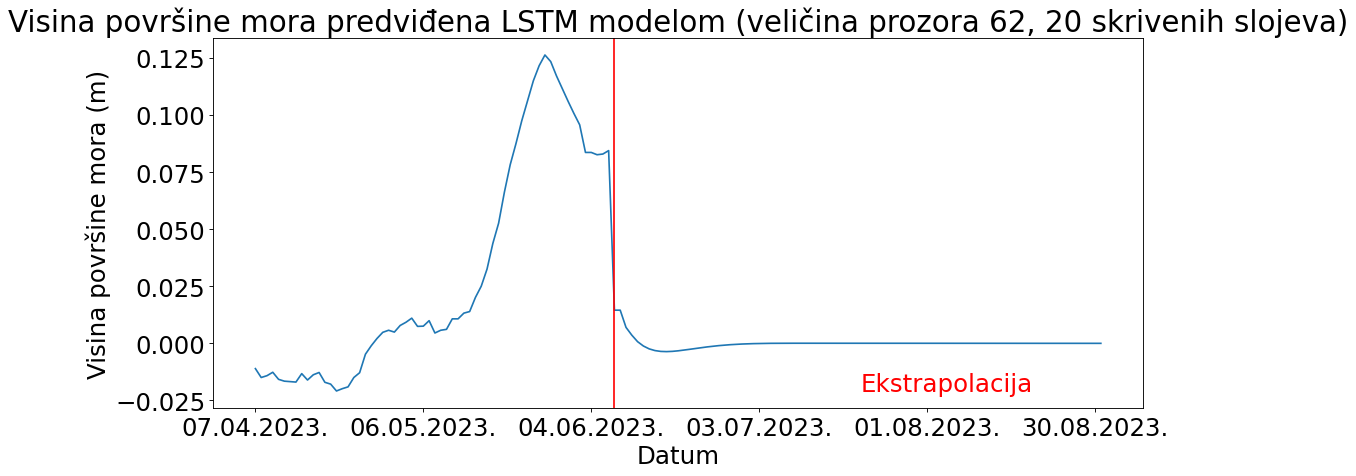 Visina površine mora predviđena LSTM modelom (veličina prozora 62, 20 skrivenih slojeva)
Visina površine mora (m)
0.125
0.100
0.075
0.050
0.025
0.000
−0.025
Ekstrapolacija
07.04.2023. 06.05.2023. 04.06.2023. 03.07.2023. 01.08.2023. 30.08.2023.
Datum